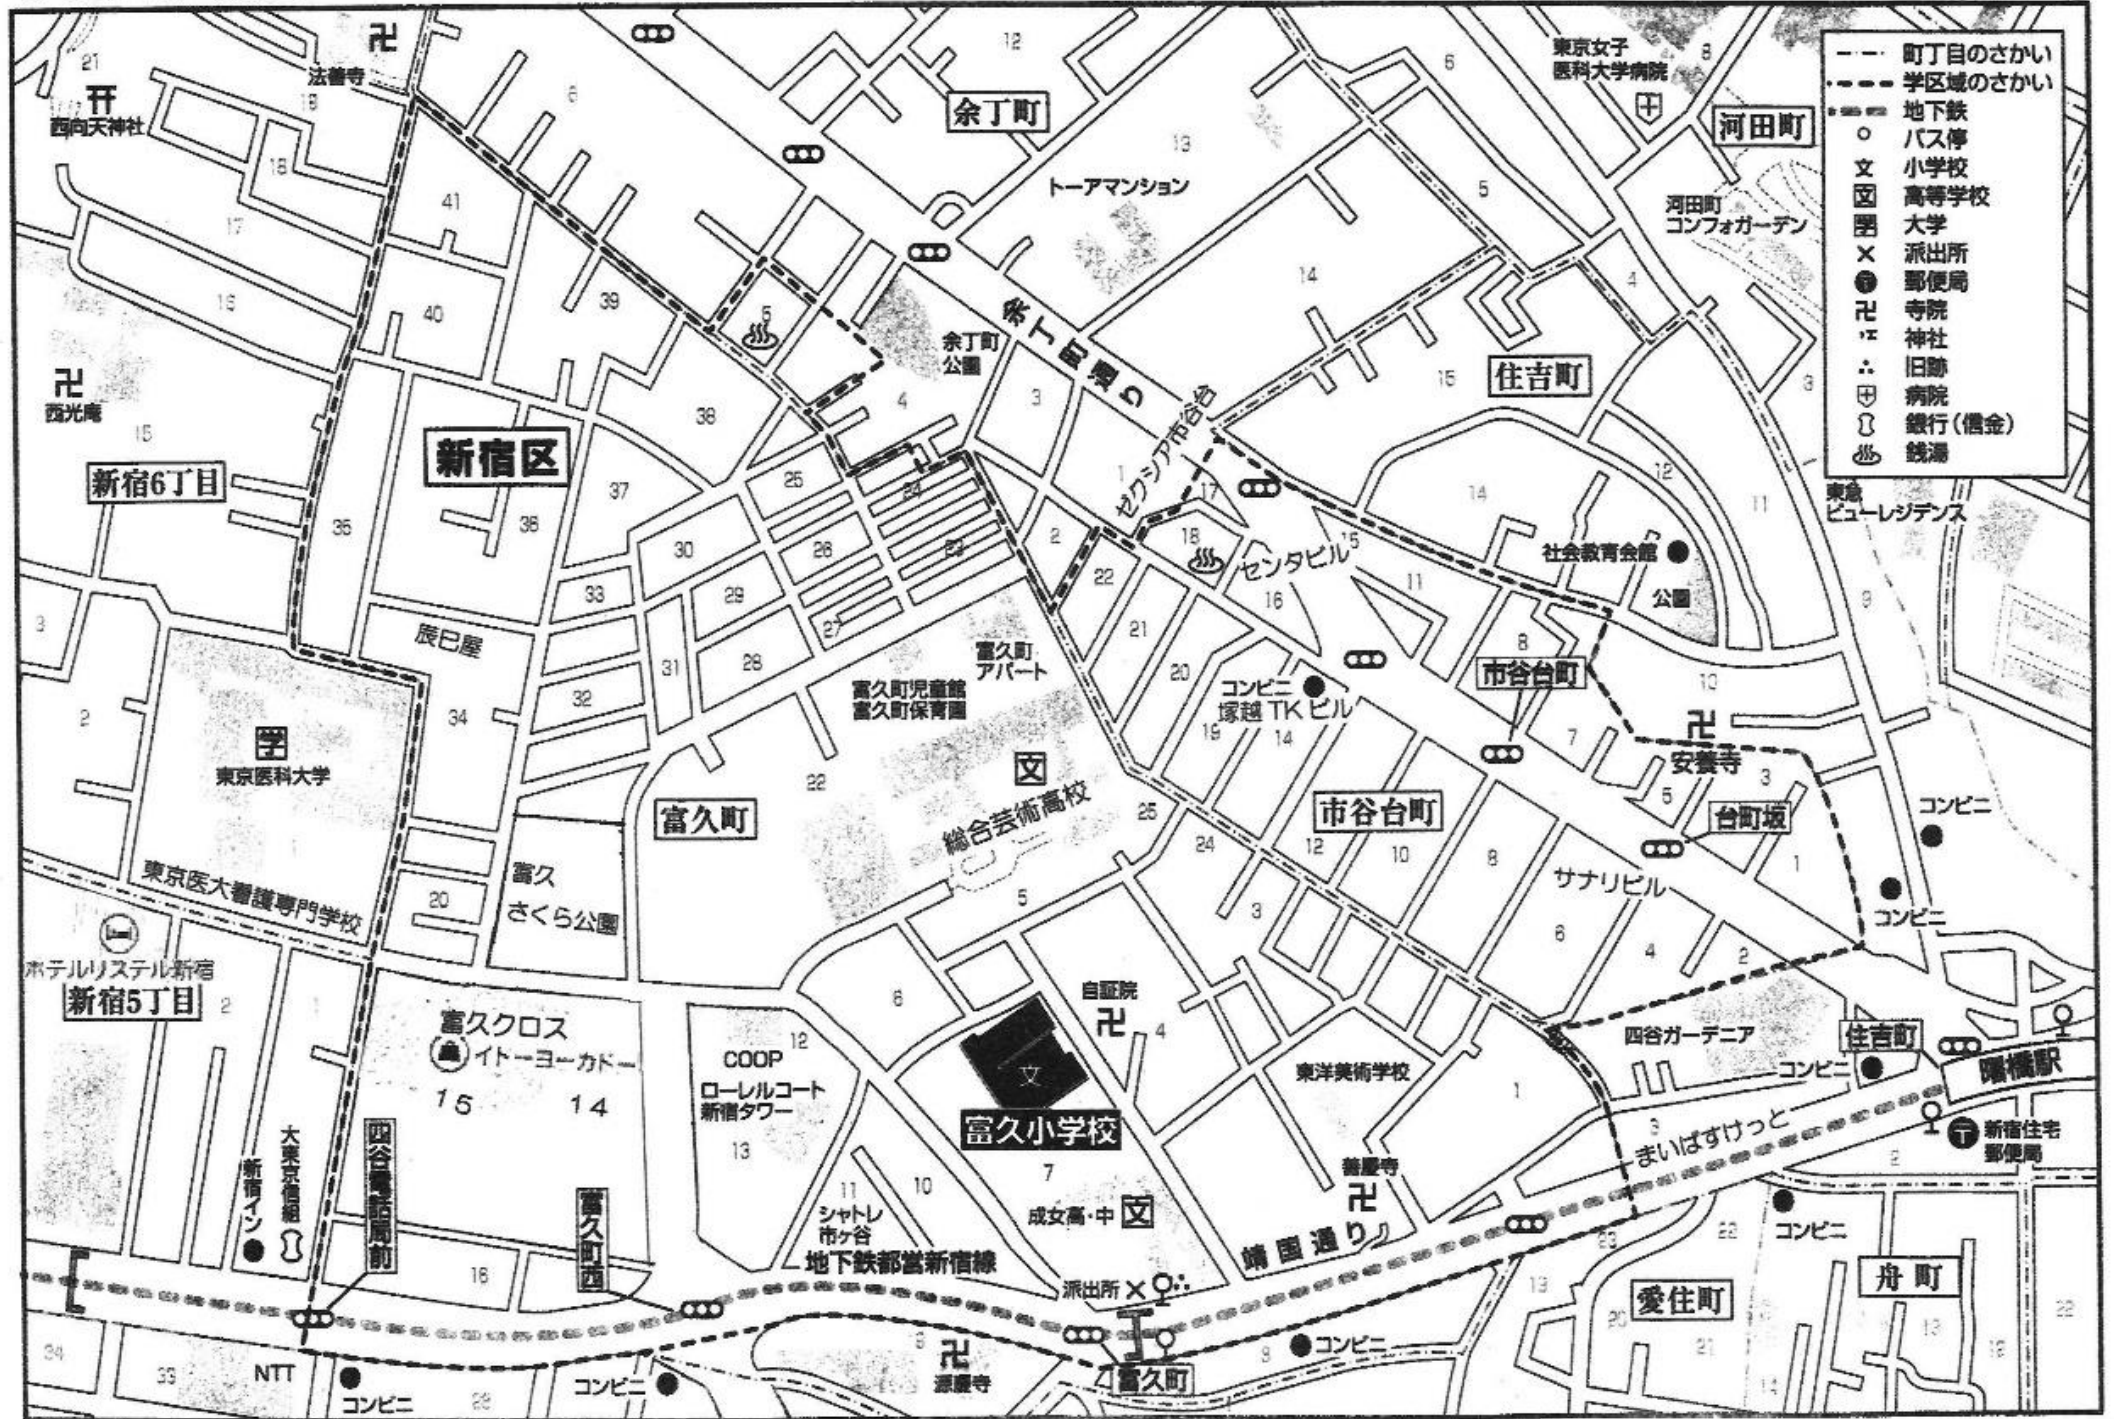 法善寺
西向天神社
余丁町
トーアマンション
東京女子
医科大学病院
河田町
河田町
コンフォガーデン
町丁目のさかい
学区域のさかい
地下鉄
バス停
小学校
高等学校
大学
派出所
郵便局
寺院
神社
旧跡
病院
銀行(信金)
銭湯
余丁町
公園
余丁町通り
住吉町
西光庵
新宿区
新宿6丁目
ゼクシア市谷台
東急
ビューレジデンス
センタビル
社会教育会館
公園
辰巳屋
富久町
アパート
富久町児童館
富久町保育園
コンビニ
塚越TKビル
市谷台町
安養寺
東京医科大学
富久町
総合芸術高校
市谷台町
台町坂
コンビニ
サナリビル
コンビニ
東京医大看護専門学校
富久
さくら公園
ホテルリステル新宿
新宿5丁目
富久クロス
イトーヨーカドー
15
14
COOP
ローレルコート
新宿タワー
12
13
自証院
富久小学校
東洋美術学校
四谷ガーデニア
住吉町
コンビニ
曙橋駅
まいばすけっと
新宿住宅
郵便局
善慶寺
大東京信組
新宿イン
四谷電話局前
富久町西
シャトレ
市ヶ谷
成女高・中
地下鉄都営新宿線
靖国通り
派出所
コンビニ
愛住町
舟町
NTT
コンビニ
コンビニ
源慶寺
富久町
コンビニ